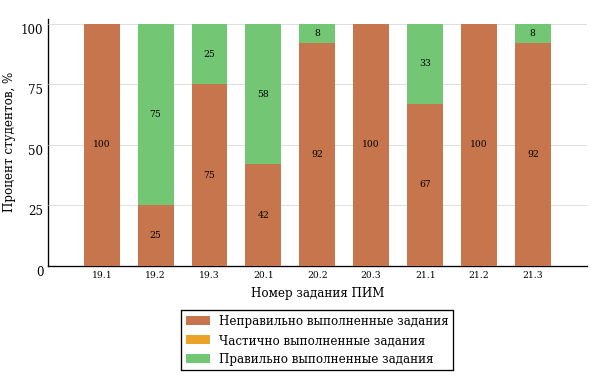 Процент студентов, %
100
75
50
25
0
100
25 75
75 25
42 58
92 8
100
67 33
100
92 8
19.1 19.2 19.3 20.1 20.2 20.3 21.1 21.2 21.3
Номер задания ПИМ
Неправильно выполненные задания
Частично выполненные задания
Правильно выполненные задания